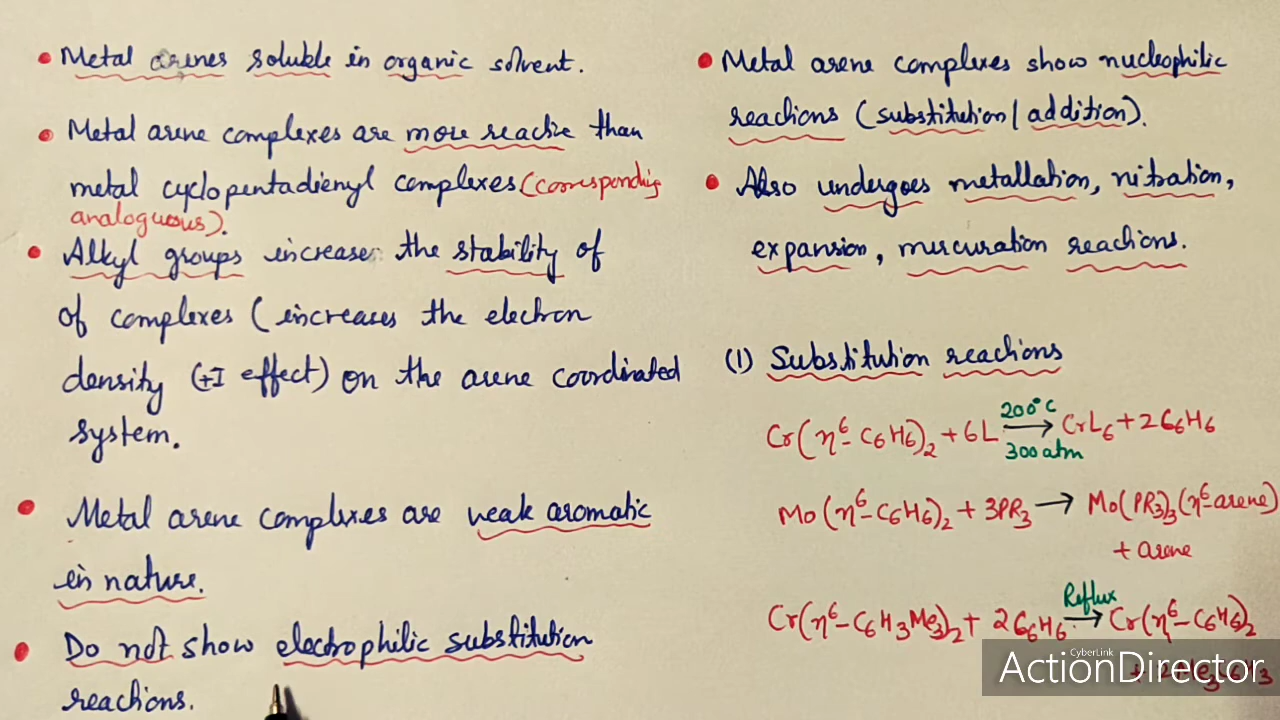 • Metal arenes soluble in organic solvent.
• Metal arene complexes are more reactive than
metal cyclopentadienyl complexes (corresponding
analoguous).
• Alkyl groups increases the stability of
of complexes (increases the electron
density (+I effect) on the arene coordinated
system.
• Metal arene complexes are weak aromatic
in nature.
• Do not show electrophilic substitution
reactions.
• Metal arene complexes show nucleophilic
reactions (substitution/addition).
• Also undergoes metallation, nitration,
expansion, mercuration reactions.
(1) Substitution reactions
Cr(η⁶-C6H6)₂ + 6L 200°C → 300 atm CrL₆ + 2C6H6
Mo(η⁶-C6H6)₂ + 3PR₃ → Mo(PR₃)₃(η⁶-arene)
+ arene
Cr(η⁶-C6H3Me3)₂ + 2C6H6 Reflux → Cr(η⁶-C6H6)₂
CyberLink
ActionDirector